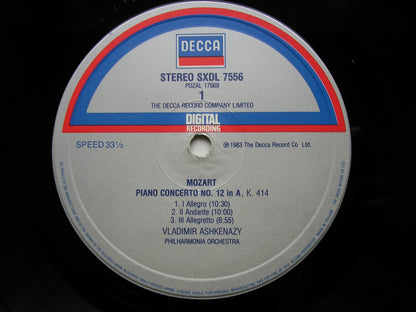 DECCA
STEREO SXDL 7556
PDZAL 17669
1
THE DECCA RECORD COMPANY LIMITED
DIGITAL
RECORDING
SPEED 33⅓
℗ 1983 The Decca Record Co. Ltd.
MOZART
PIANO CONCERTO NO. 12 in A, K. 414
1. I Allegro (10:30)
2. II Andante (10:00)
3. III Allegretto (6:55)
VLADIMIR ASHKENAZY
PHILHARMONIA ORCHESTRA